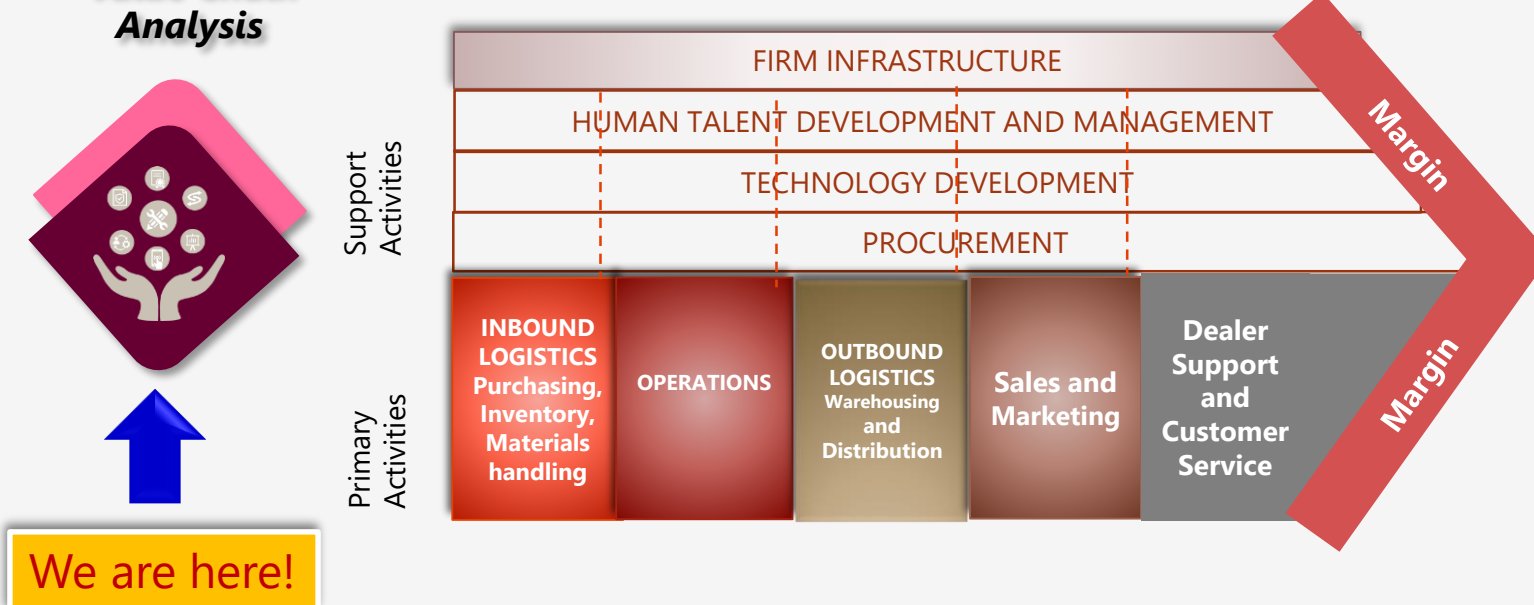 Analysis
We are here!
Support
Activities
FIRM INFRASTRUCTURE
HUMAN TALENT DEVELOPMENT AND MANAGEMENT
TECHNOLOGY DEVELOPMENT
PROCUREMENT
Primary
Activities
INBOUND
LOGISTICS
Purchasing,
Inventory,
Materials
handling
OPERATIONS
OUTBOUND
LOGISTICS
Warehousing
and
Distribution
Sales and
Marketing
Dealer
Support
and
Customer
Service
Margin
Margin